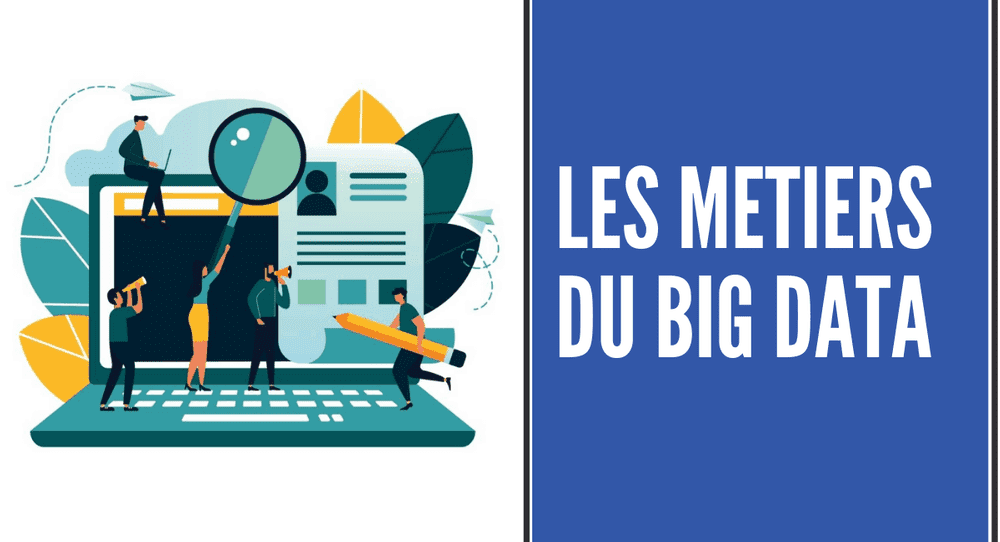 LES METIERS
DU BIG DATA